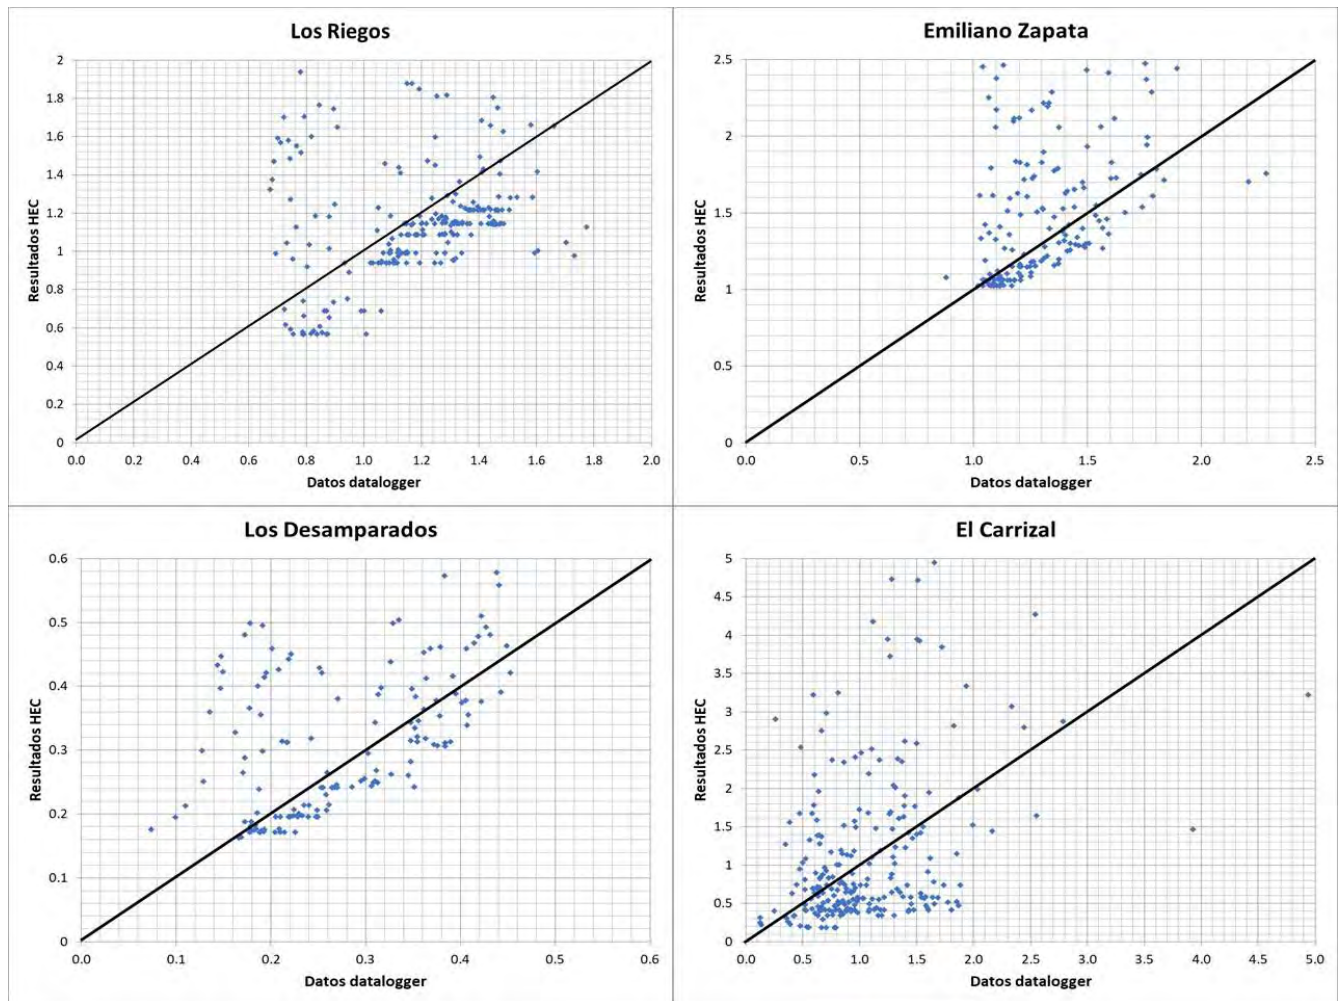 Los Riegos
Resultados HEC
2
1.8
1.6
1.4
1.2
1
0.8
0.6
0.4
0.2
0
0.0 0.2 0.4 0.6 0.8 1.0 1.2 1.4 1.6 1.8 2.0
Datos datalogger
Emiliano Zapata
Resultados HEC
2.5
2
1.5
1
0.5
0
0.0 0.5 1.0 1.5 2.0 2.5
Datos datalogger
Los Desamparados
Resultados HEC
0.6
0.5
0.4
0.3
0.2
0.1
0
0.0 0.1 0.2 0.3 0.4 0.5 0.6
Datos datalogger
El Carrizal
Resultados HEC
5
4.5
4
3.5
3
2.5
2
1.5
1
0.5
0
0.0 0.5 1.0 1.5 2.0 2.5 3.0 3.5 4.0 4.5 5.0
Datos datalogger